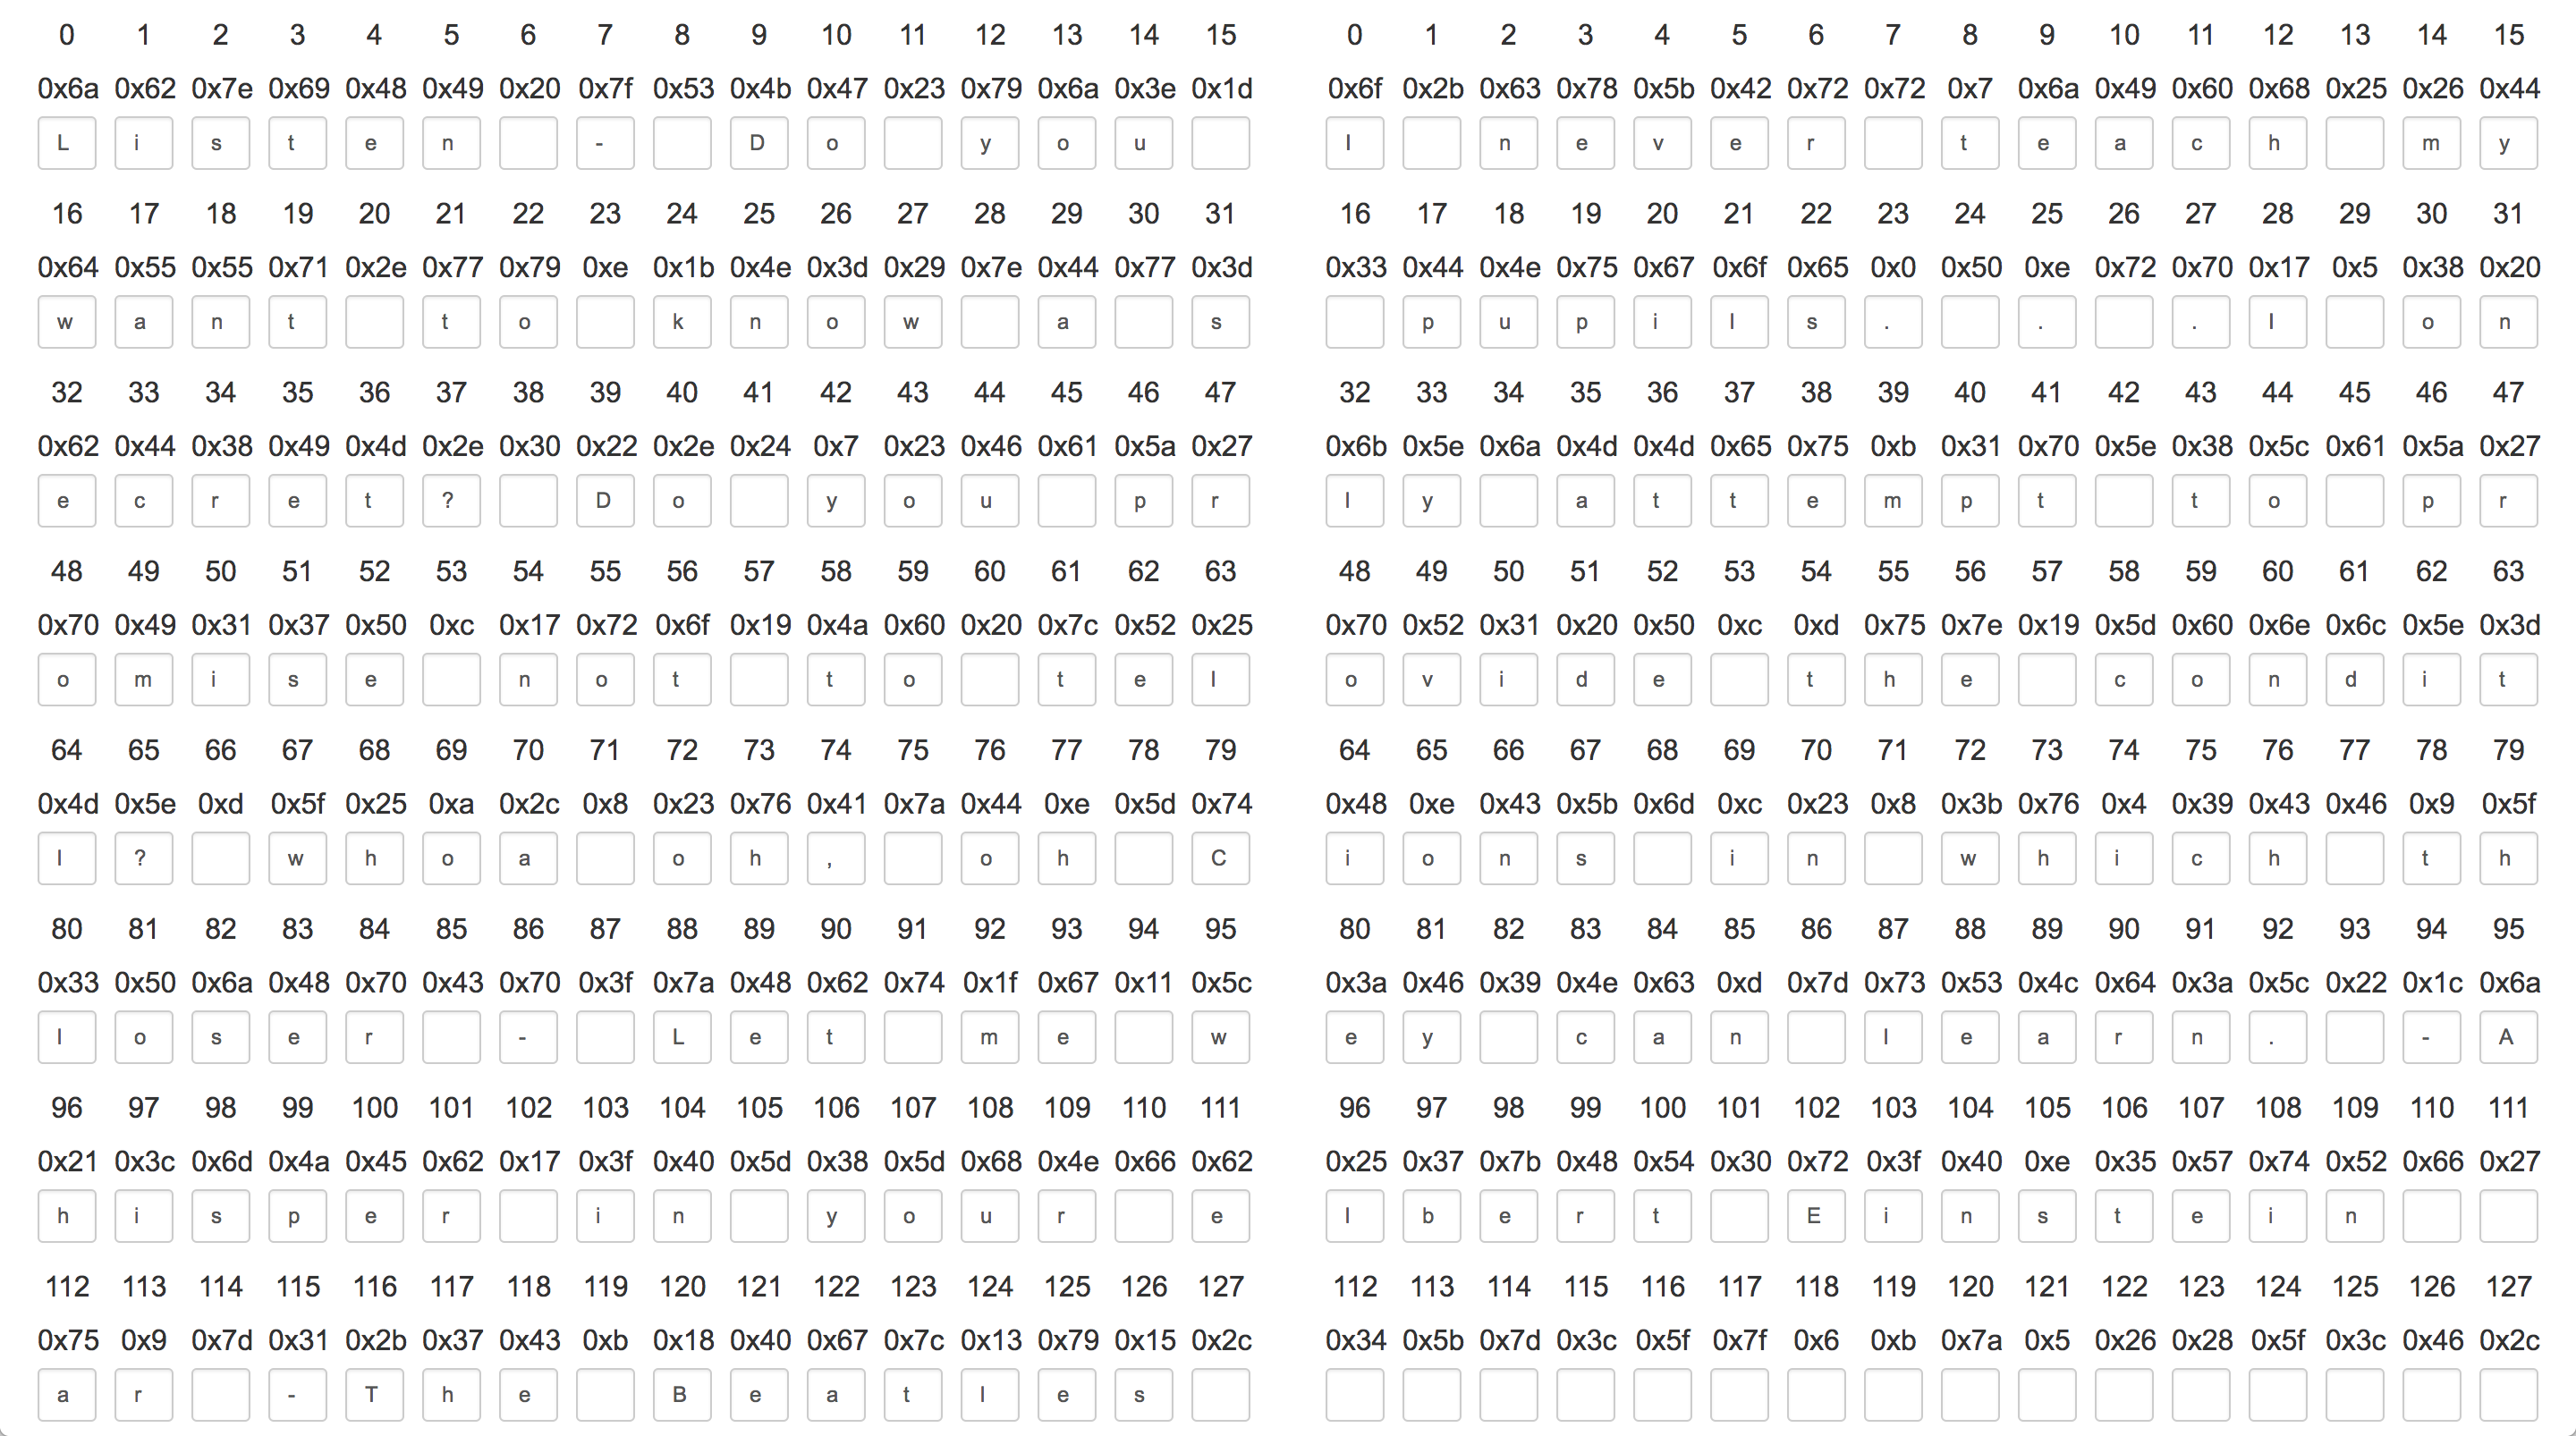 0 1 2 3 4 5 6 7 8 9 10 11 12 13 14 15
0x6a 0x62 0x7e 0x69 0x48 0x49 0x20 0x7f 0x53 0x4b 0x47 0x23 0x79 0x6a 0x3e 0x1d
L i s t e n - D o y o u
16 17 18 19 20 21 22 23 24 25 26 27 28 29 30 31
0x64 0x55 0x55 0x71 0x2e 0x77 0x79 0xe 0x1b 0x4e 0x3d 0x29 0x7e 0x44 0x77 0x3d
w a n t t o k n o w a s
32 33 34 35 36 37 38 39 40 41 42 43 44 45 46 47
0x62 0x44 0x38 0x49 0x4d 0x2e 0x30 0x22 0x2e 0x24 0x7 0x23 0x46 0x61 0x5a 0x27
e c r e t ? D o y o u p r
48 49 50 51 52 53 54 55 56 57 58 59 60 61 62 63
0x70 0x49 0x31 0x37 0x50 0xc 0x17 0x72 0x6f 0x19 0x4a 0x60 0x20 0x7c 0x52 0x25
o m i s e n o t t o t e l
64 65 66 67 68 69 70 71 72 73 74 75 76 77 78 79
0x4d 0x5e 0xd 0x5f 0x25 0xa 0x2c 0x8 0x23 0x76 0x41 0x7a 0x44 0xe 0x5d 0x74
l ? w h o a o h , o h C
80 81 82 83 84 85 86 87 88 89 90 91 92 93 94 95
0x33 0x50 0x6a 0x48 0x70 0x43 0x70 0x3f 0x7a 0x48 0x62 0x74 0x1f 0x67 0x11 0x5c
l o s e r - L e t m e w
96 97 98 99 100 101 102 103 104 105 106 107 108 109 110 111
0x21 0x3c 0x6d 0x4a 0x45 0x62 0x17 0x3f 0x40 0x5d 0x38 0x5d 0x68 0x4e 0x66 0x62
h i s p e r i n y o u r e
112 113 114 115 116 117 118 119 120 121 122 123 124 125 126 127
0x75 0x9 0x7d 0x31 0x2b 0x37 0x43 0xb 0x18 0x40 0x67 0x7c 0x13 0x79 0x15 0x2c
a r - T h e B e a t l e s
0 1 2 3 4 5 6 7 8 9 10 11 12 13 14 15
0x6f 0x2b 0x63 0x78 0x5b 0x42 0x72 0x72 0x7 0x6a 0x49 0x60 0x68 0x25 0x26 0x44
I n e v e r t e a c h m y
16 17 18 19 20 21 22 23 24 25 26 27 28 29 30 31
0x33 0x44 0x4e 0x75 0x67 0x6f 0x65 0x0 0x50 0xe 0x72 0x70 0x17 0x5 0x38 0x20
p u p i l s . . . I o n
32 33 34 35 36 37 38 39 40 41 42 43 44 45 46 47
0x6b 0x5e 0x6a 0x4d 0x4d 0x65 0x75 0xb 0x31 0x70 0x5e 0x38 0x5c 0x61 0x5a 0x27
l y a t t e m p t t o p r
48 49 50 51 52 53 54 55 56 57 58 59 60 61 62 63
0x70 0x52 0x31 0x20 0x50 0xc 0xd 0x75 0x7e 0x19 0x5d 0x60 0x6e 0x6c 0x5e 0x3d
o v i d e t h e c o n d i t
64 65 66 67 68 69 70 71 72 73 74 75 76 77 78 79
0x48 0xe 0x43 0x5b 0x6d 0xc 0x23 0x8 0x3b 0x76 0x4 0x39 0x43 0x46 0x9 0x5f
i o n s i n w h i c h t h
80 81 82 83 84 85 86 87 88 89 90 91 92 93 94 95
0x3a 0x46 0x39 0x4e 0x63 0xd 0x7d 0x73 0x53 0x4c 0x64 0x3a 0x5c 0x22 0x1c 0x6a
e y c a n l e a r n . - A
96 97 98 99 100 101 102 103 104 105 106 107 108 109 110 111
0x25 0x37 0x7b 0x48 0x54 0x30 0x72 0x3f 0x40 0xe 0x35 0x57 0x74 0x52 0x66 0x27
l b e r t E i n s t e i n
112 113 114 115 116 117 118 119 120 121 122 123 124 125 126 127
0x34 0x5b 0x7d 0x3c 0x5f 0x7f 0x6 0xb 0x7a 0x5 0x26 0x28 0x5f 0x3c 0x46 0x2c